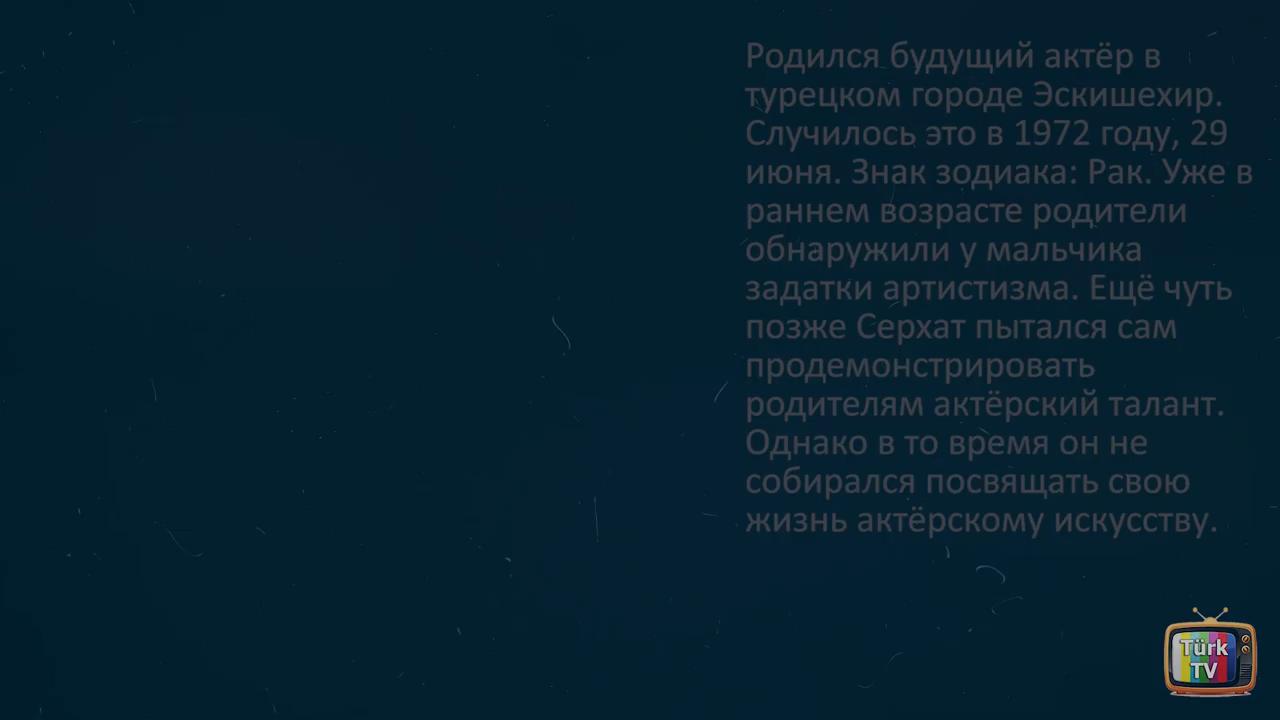 Родился будущий актёр в
турецком городе Эскишехир.
Случилось это в 1972 году, 29
июня. Знак зодиака: Рак. Уже в
раннем возрасте родители
обнаружили у мальчика
задатки артистизма. Ещё чуть
позже Серхат пытался сам
продемонстрировать
родителям актёрский талант.
Однако в то время он не
собирался посвящать свою
жизнь актёрскому искусству.
Türk
TV